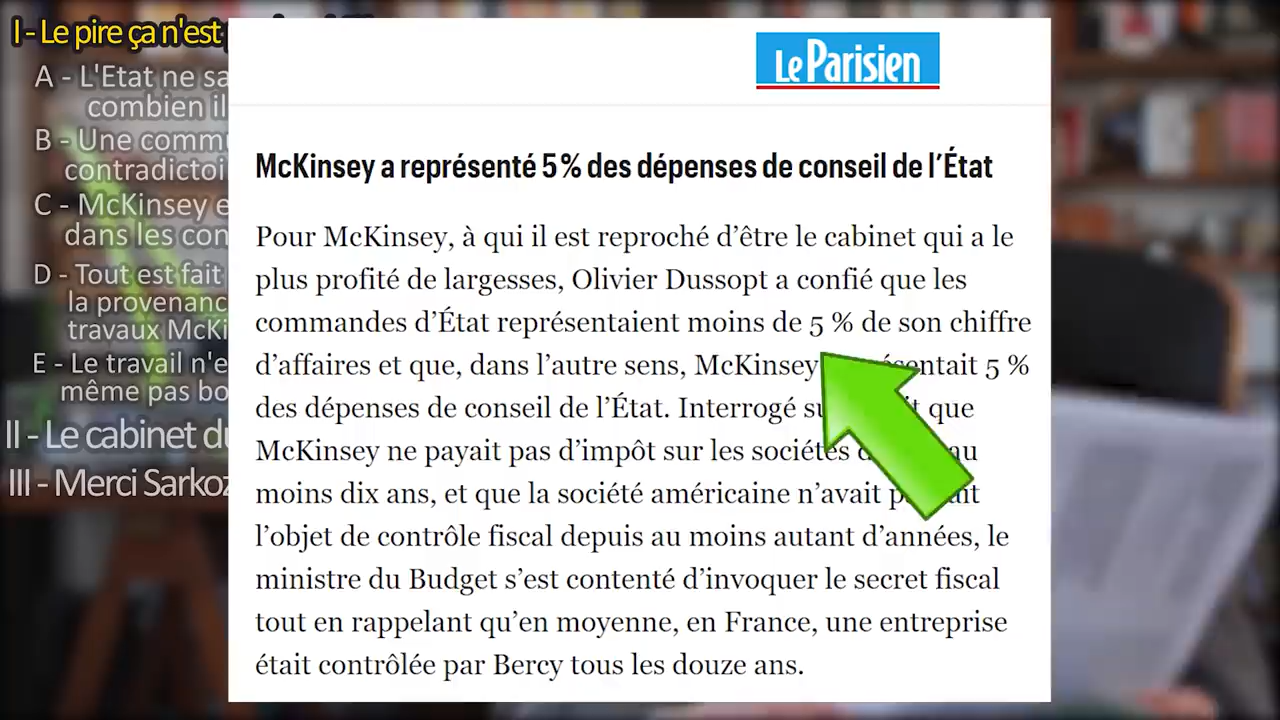 I - Le pire ça n'est
A - L'Etat ne sa
combien il
B - Une commu
contradictoi
C - McKinsey e
dans les con
D - Tout est fait
la provenanc
travaux McKi
E - Le travail n'e
même pas bo
II - Le cabinet du
III - Merci Sarkoz
Le Parisien
McKinsey a représenté 5 % des dépenses de conseil de l'État
Pour McKinsey, à qui il est reproché d'être le cabinet qui a le
plus profité de largesses, Olivier Dussopt a confié que les
commandes d'État représentaient moins de 5 % de son chiffre
d'affaires et que, dans l'autre sens, McKinsey représentait 5 %
des dépenses de conseil de l'État. Interrogé que
McKinsey ne payait pas d'impôt sur les sociétés
moins dix ans, et que la société américaine n'avait
l'objet de contrôle fiscal depuis au moins autant d'années, le
ministre du Budget s'est contenté d'invoquer le secret fiscal
tout en rappelant qu'en moyenne, en France, une entreprise
était contrôlée par Bercy tous les douze ans.